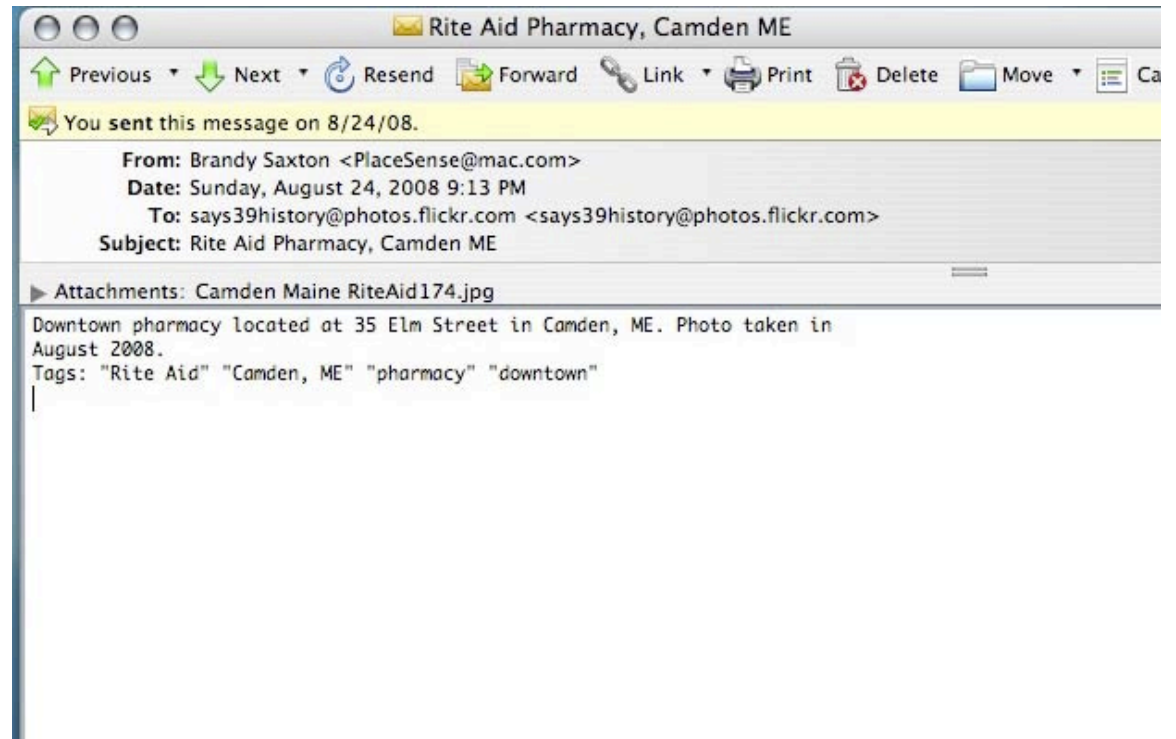 Rite Aid Pharmacy, Camden ME
Previous Next Resend Forward Link Print Delete Move Ca
You sent this message on 8/24/08.
From: Brandy Saxton <PlaceSense@mac.com>
Date: Sunday, August 24, 2008 9:13 PM
To: says39history@photos.flickr.com <says39history@photos.flickr.com>
Subject: Rite Aid Pharmacy, Camden ME
Attachments: Camden Maine RiteAid174.jpg
Downtown pharmacy located at 35 Elm Street in Camden, ME. Photo taken in
August 2008.
Tags: "Rite Aid" "Camden, ME" "pharmacy" "downtown"